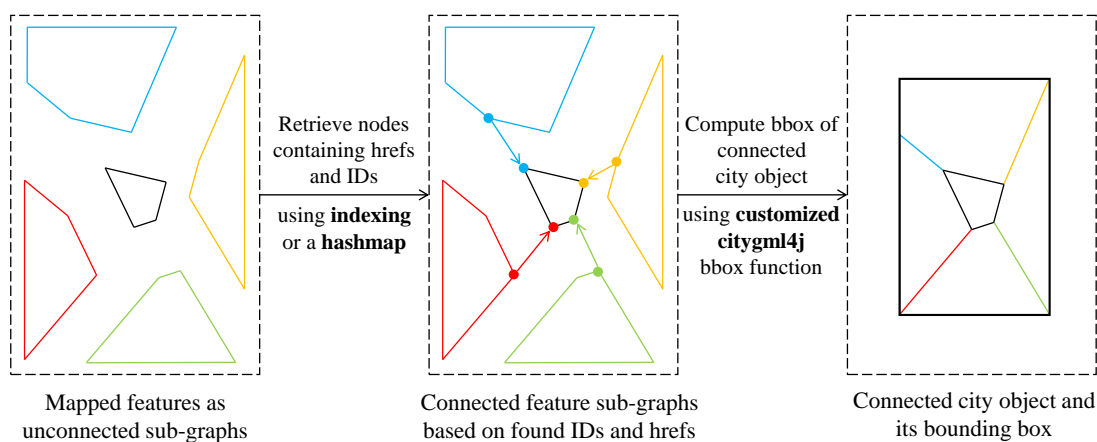 Retrieve nodes
containing hrefs
and IDs
using indexing
or a hashmap
Compute bbox of
connected
city object
using customized
citygml4j
bbox function
Mapped features as
unconnected sub-graphs
Connected feature sub-graphs
based on found IDs and hrefs
Connected city object and
its bounding box